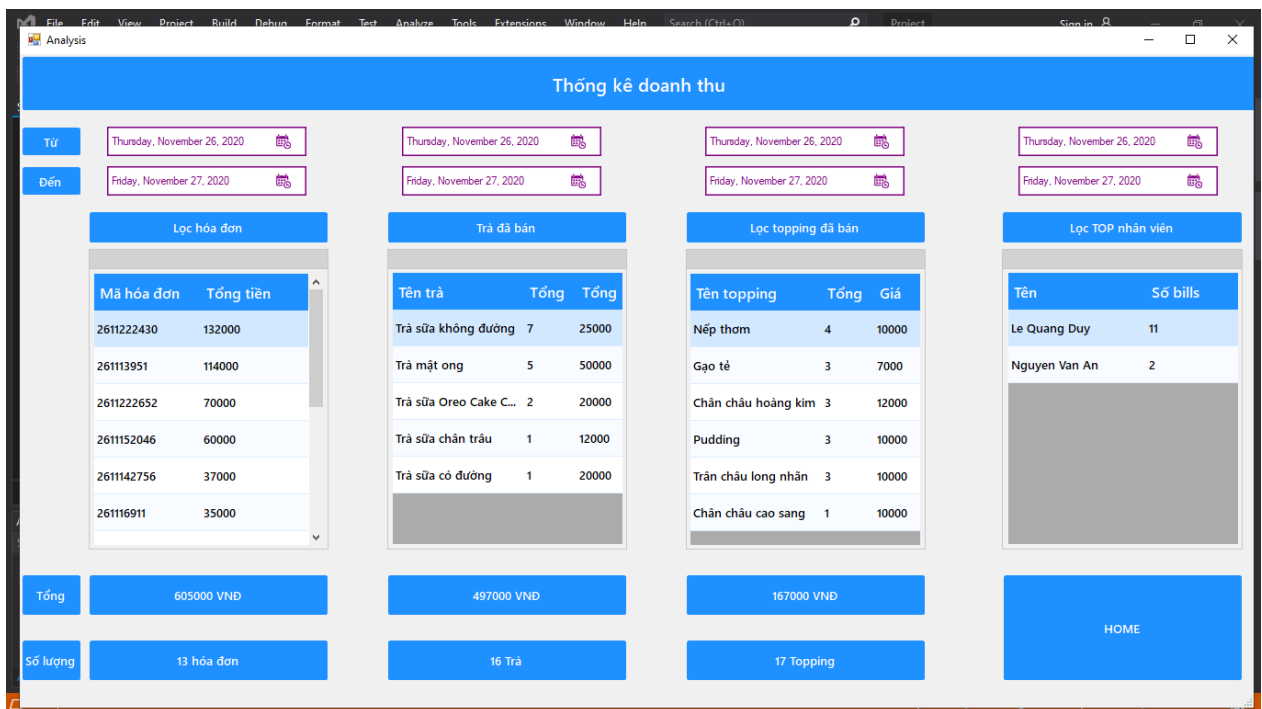 File Edit View Project Build Debug Format Test Analyze Tools Extensions Window Help Search (Ctrl+Q) Project Sign in
Analysis
Thống kê doanh thu
Từ Thursday, November 26, 2020 Thursday, November 26, 2020 Thursday, November 26, 2020 Thursday, November 26, 2020
Đến Friday, November 27, 2020 Friday, November 27, 2020 Friday, November 27, 2020 Friday, November 27, 2020
Lọc hóa đơn Trà đã bán Lọc topping đã bán Lọc TOP nhân viên
Mã hóa đơn Tổng tiền Tên trà Tổng Tổng Tên topping Tổng Giá Tên Số bills
2611222430 132000 Trà sữa không đường 7 25000 Nếp thơm 4 10000 Le Quang Duy 11
261113951 114000 Trà mật ong 5 50000 Gạo tẻ 3 7000 Nguyen Van An 2
2611222652 70000 Trà sữa Oreo Cake C... 2 20000 Chân châu hoàng kim 3 12000
2611152046 60000 Trà sữa chân trâu 1 12000 Pudding 3 10000
2611142756 37000 Trà sữa có đường 1 20000 Trân châu long nhãn 3 10000
261116911 35000 Chân châu cao sang 1 10000
Tổng 605000 VNĐ 497000 VNĐ 167000 VNĐ
HOME
Số lượng 13 hóa đơn 16 Trà 17 Topping